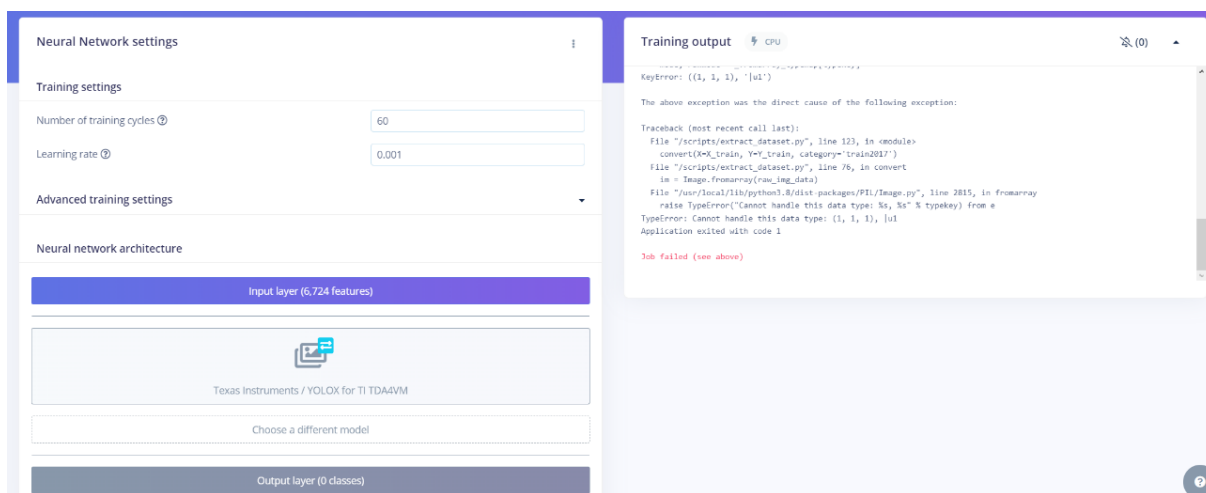 Neural Network settings
Training settings
Number of training cycles
60
Learning rate
0.001
Advanced training settings
Neural network architecture
Input layer (6,724 features)
Texas Instruments / YOLOX for TI TDA4VM
Choose a different model
Output layer (0 classes)
Training output
CPU
(0)
KeyError: ((1, 1, 1), '|u1')
The above exception was the direct cause of the following exception:
Traceback (most recent call last):
File "/scripts/extract_dataset.py", line 123, in <module>
convert(X=X_train, Y=Y_train, category='train2017')
File "/scripts/extract_dataset.py", line 76, in convert
im = Image.fromarray(raw_img_data)
File "/usr/local/lib/python3.8/dist-packages/PIL/Image.py", line 2815, in fromarray
raise TypeError("Cannot handle this data type: %s, %s" % typekey) from e
TypeError: Cannot handle this data type: (1, 1, 1), |u1
Application exited with code 1
Job failed (see above)